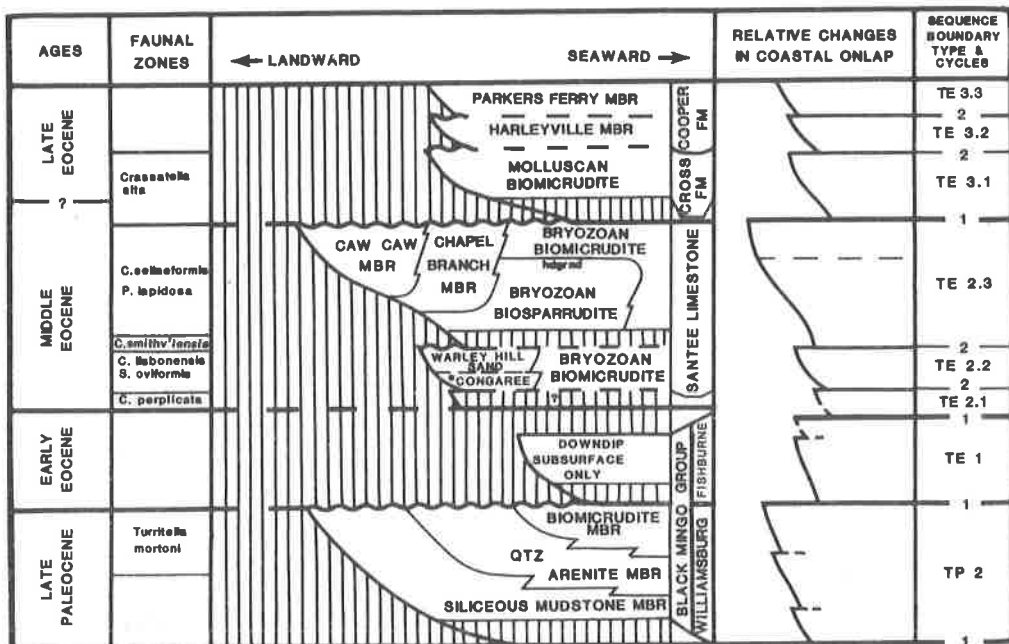 AGES
FAUNAL
ZONES
← LANDWARD
SEAWARD →
RELATIVE CHANGES
IN COASTAL ONLAP
SEQUENCE
BOUNDARY
TYPE &
CYCLES
LATE
EOCENE
?
MIDDLE
EOCENE
EARLY
EOCENE
LATE
PALEOCENE
Crassatella
alta
C.sellaeformis
P. lapidosa
C.smithv'lensis
C. lisbonensis
S. oviformis
C. perplicata
Turritella
mortoni
PARKERS FERRY MBR
HARLEYVILLE MBR
MOLLUSCAN
BIOMICRUDITE
CAW CAW
MBR
CHAPEL
BRANCH
MBR
BRYOZOAN
BIOMICRUDITE
hdgrnd
BRYOZOAN
BIOSPARRUDITE
WARLEY HILL
SAND
"CONGAREE"
BRYOZOAN
BIOMICRUDITE
?
DOWNDIP
SUBSURFACE
ONLY
BIOMICRUDITE
MBR
QTZ
ARENITE MBR
SILICEOUS MUDSTONE MBR
COOPER
FM
CROSS
FM
SANTEE LIMESTONE
BLACK MINGO GROUP
FISHBURNE
WILLIAMSBURG
TE 3.3
2
TE 3.2
2
TE 3.1
1
TE 2.3
2
TE 2.2
2
TE 2.1
1
TE 1
1
TP 2
1